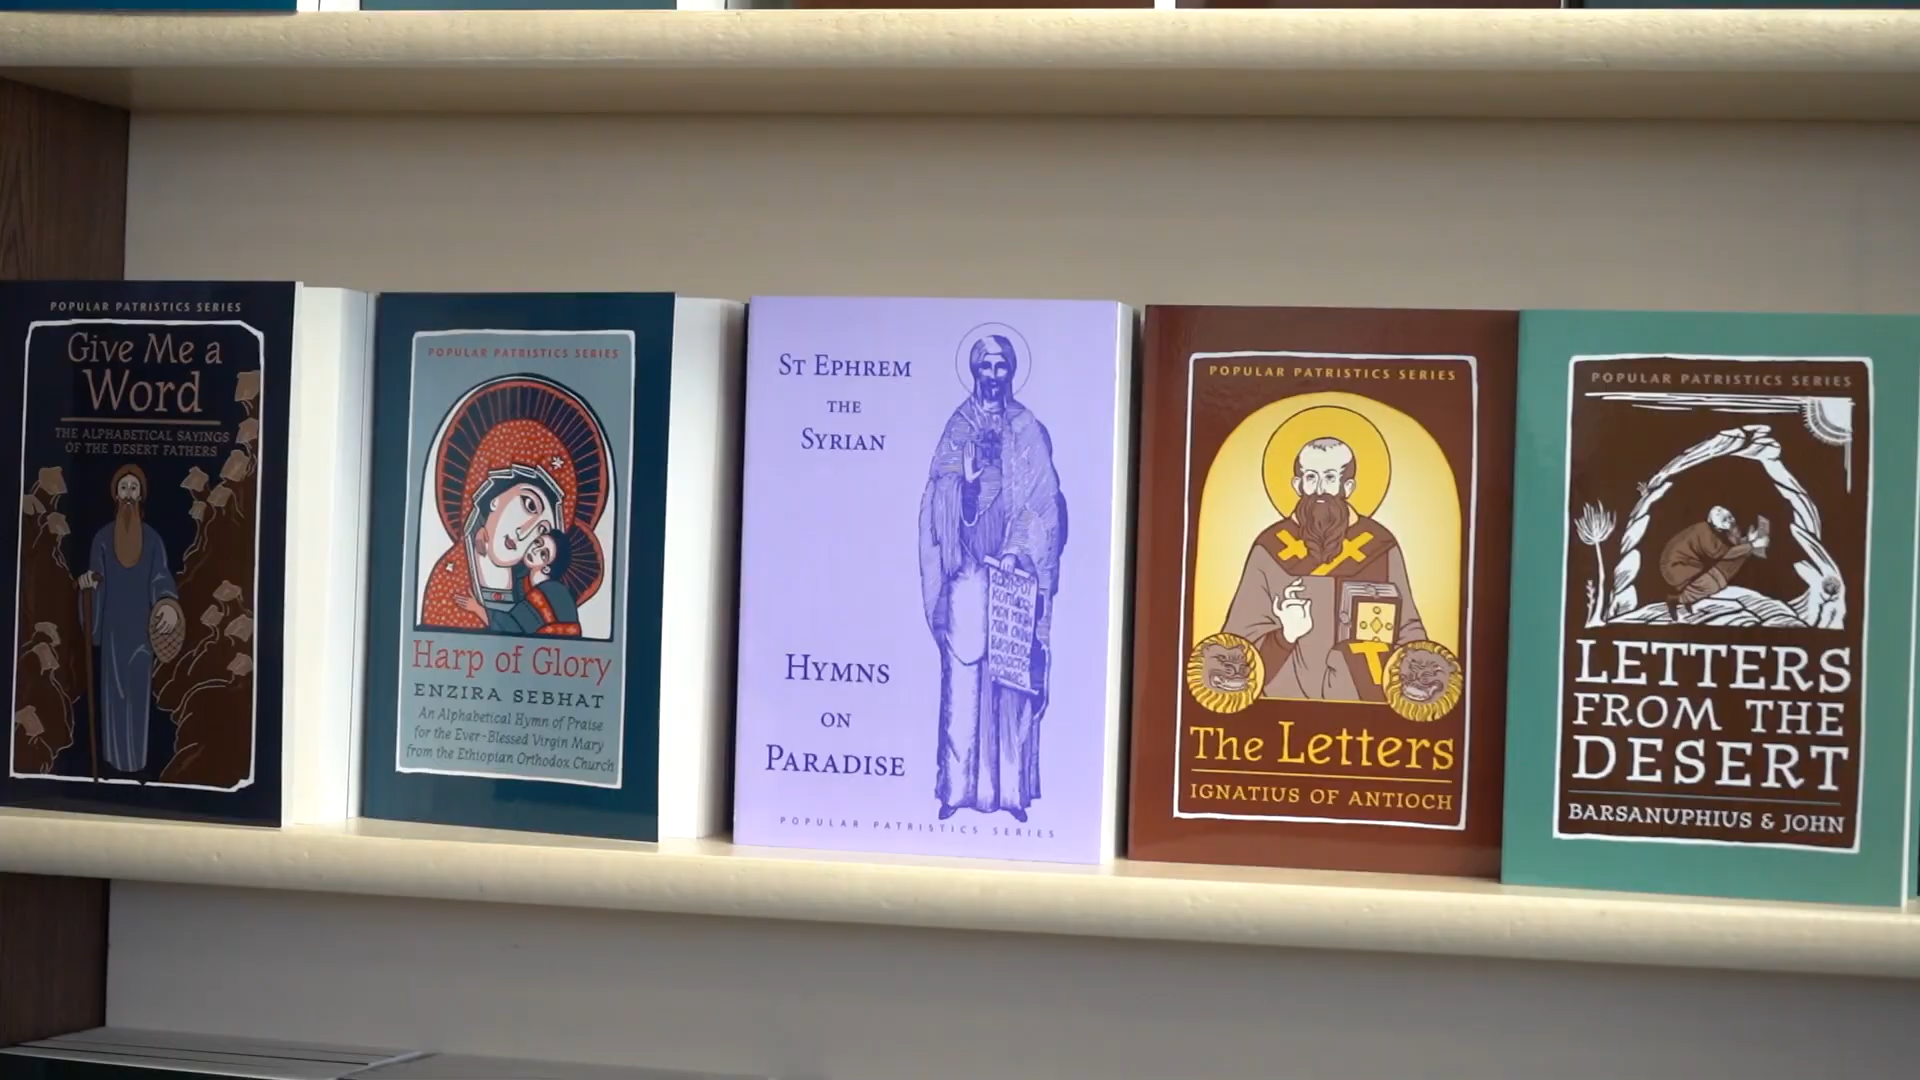 POPULAR PATRISTICS SERIES
Give Me a
Word
THE ALPHABETICAL SAYINGS
OF THE DESERT FATHERS
POPULAR PATRISTICS SERIES
Harp of Glory
ENZIRA SEBHAT
An Alphabetical Hymn of Praise
for the Ever-Blessed Virgin Mary
from the Ethiopian Orthodox Church
ST EPHREM
THE
SYRIAN
HYMNS
ON
PARADISE
POPULAR PATRISTICS SERIES
POPULAR PATRISTICS SERIES
The Letters
IGNATIUS OF ANTIOCH
POPULAR PATRISTICS SERIES
LETTERS
FROM THE
DESERT
BARSANUPHIUS & JOHN